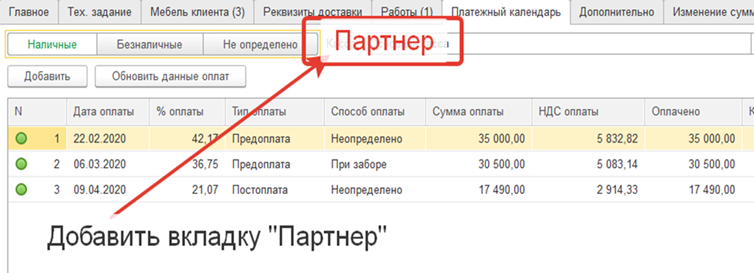 Главное Тех. задание Мебель клиента (3) Реквизиты доставки Работы (1) Платежный календарь Дополнительно Изменение сумм
Наличные Безналичные Не определено Партнер
Добавить Обновить данные оплат
N Дата оплаты % оплаты Тип оплаты Способ оплаты Сумма оплаты НДС оплаты Оплачено К
1 22.02.2020 42,17 Предоплата Неопределено 35 000,00 5 832,82 35 000,00
2 06.03.2020 36,75 Предоплата При заборе 30 500,00 5 083,14 30 500,00
3 09.04.2020 21,07 Постоплата Неопределено 17 490,00 2 914,33 17 490,00
Добавить вкладку "Партнер"